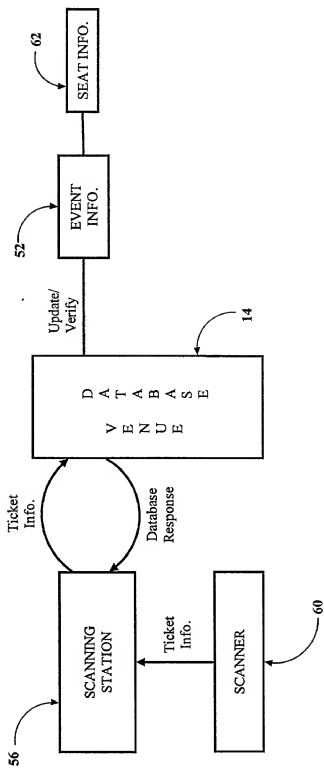 62
SEAT INFO.
52
EVENT
INFO.
Update/
Verify
14
DATABASE
VENUE
Ticket
Info.
Database
Response
56
SCANNING
STATION
Ticket
Info.
SCANNER
60